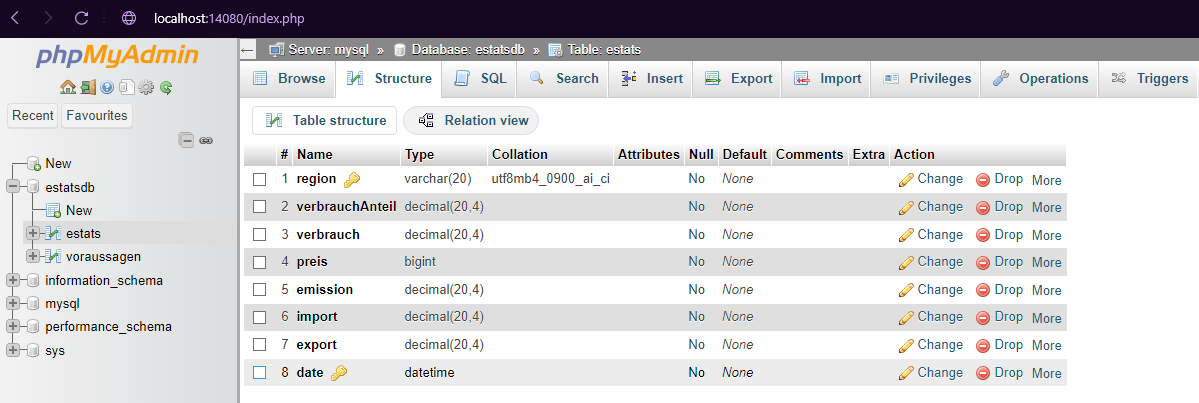 localhost:14080/index.php
phpMyAdmin
Recent Favourites
New
estatsdb
New
estats
voraussagen
information_schema
mysql
performance_schema
sys
Server: mysql » Database: estatsdb » Table: estats
Browse Structure SQL Search Insert Export Import Privileges Operations Triggers
Table structure Relation view
# Name Type Collation Attributes Null Default Comments Extra Action
1 region varchar(20) utf8mb4_0900_ai_ci No None Change Drop More
2 verbrauchAnteil decimal(20,4) No None Change Drop More
3 verbrauch decimal(20,4) No None Change Drop More
4 preis bigint No None Change Drop More
5 emission decimal(20,4) No None Change Drop More
6 import decimal(20,4) No None Change Drop More
7 export decimal(20,4) No None Change Drop More
8 date datetime No None Change Drop More